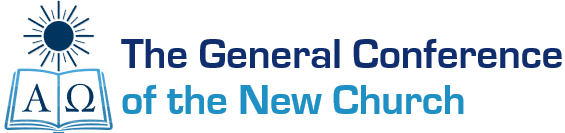 The General Conference
Α Ω
of the New Church